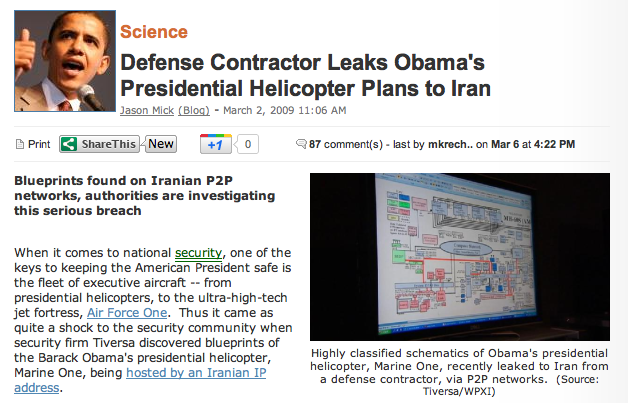 Science
Defense Contractor Leaks Obama's
Presidential Helicopter Plans to Iran
Jason Mick (Blog) - March 2, 2009 11:06 AM
Print ShareThis New +1 0 87 comment(s) - last by mkrech.. on Mar 6 at 4:22 PM
Blueprints found on Iranian P2P
networks, authorities are investigating
this serious breach
When it comes to national security, one of the
keys to keeping the American President safe is
the fleet of executive aircraft -- from
presidential helicopters, to the ultra-high-tech
jet fortress, Air Force One.  Thus it came as
quite a shock to the security community when
security firm Tiversa discovered blueprints of
the Barack Obama's presidential helicopter,
Marine One, being hosted by an Iranian IP
address.
Highly classified schematics of Obama's presidential
helicopter, Marine One, recently leaked to Iran from
a defense contractor, via P2P networks.  (Source:
Tiversa/WPXI)